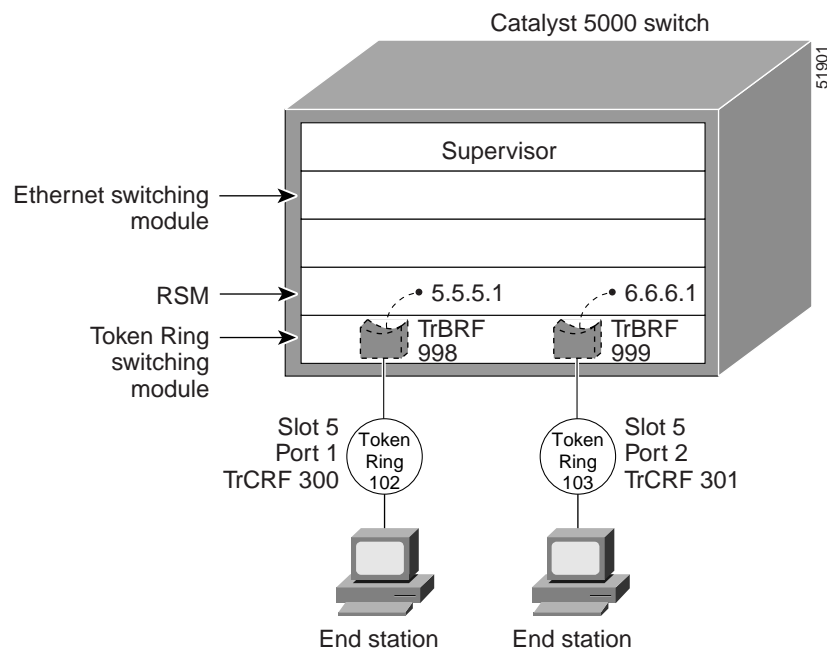 Catalyst 5000 switch
51901
Supervisor
Ethernet switching
module
RSM
5.5.5.1
6.6.6.1
Token Ring
switching
module
TrBRF
998
TrBRF
999
Slot 5
Port 1
TrCRF 300
Token
Ring
102
Token
Ring
103
Slot 5
Port 2
TrCRF 301
End station
End station